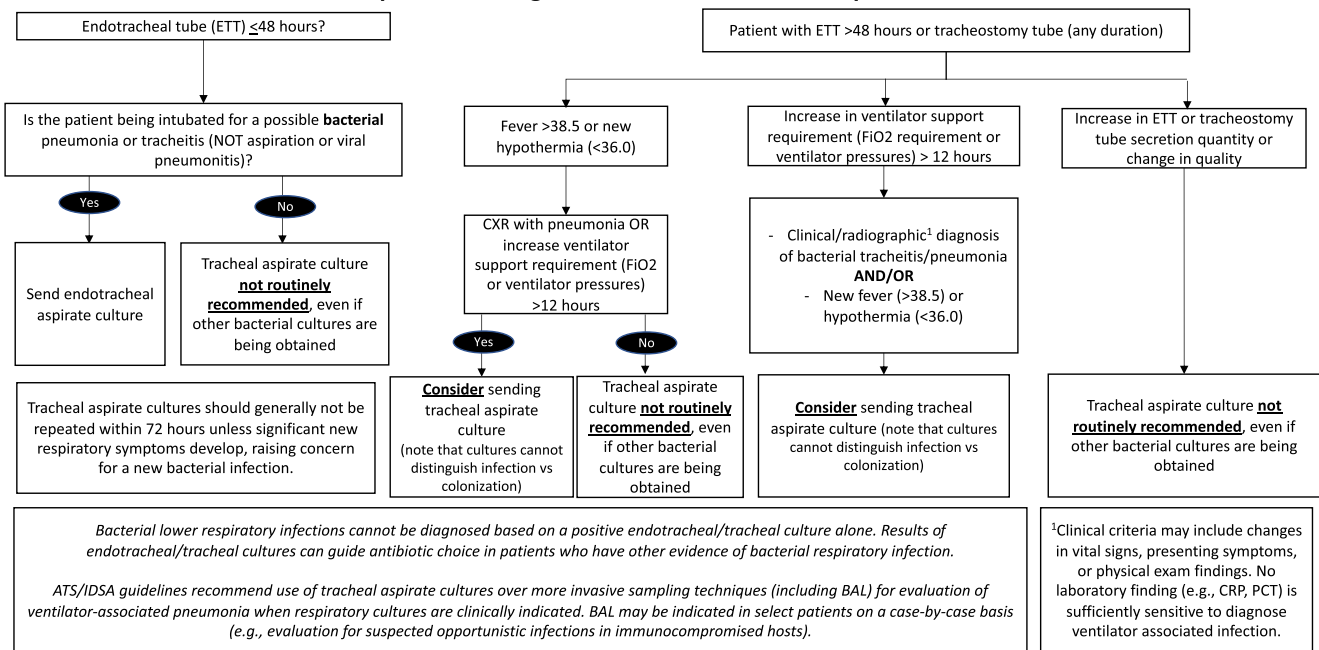 Endotracheal tube (ETT) <48 hours?
Patient with ETT >48 hours or tracheostomy tube (any duration)
Is the patient being intubated for a possible bacterial
pneumonia or tracheitis (NOT aspiration or viral
pneumonitis)?
Yes
No
Send endotracheal
aspirate culture
Tracheal aspirate culture
not routinely
recommended, even if
other bacterial cultures are
being obtained
Tracheal aspirate cultures should generally not be
repeated within 72 hours unless significant new
respiratory symptoms develop, raising concern
for a new bacterial infection.
Fever >38.5 or new
hypothermia (<36.0)
CXR with pneumonia OR
increase ventilator
support requirement (FiO2
or ventilator pressures)
>12 hours
Yes
No
Consider sending
tracheal aspirate
culture
(note that cultures cannot
distinguish infection vs
colonization)
Tracheal aspirate
culture not routinely
recommended, even
if other bacterial
cultures are being
obtained
Increase in ventilator support
requirement (FiO2 requirement or
ventilator pressures) > 12 hours
- Clinical/radiographic1 diagnosis
of bacterial tracheitis/pneumonia
AND/OR
- New fever (>38.5) or
hypothermia (<36.0)
Consider sending tracheal
aspirate culture (note that cultures
cannot distinguish infection vs
colonization)
Increase in ETT or tracheostomy
tube secretion quantity or
change in quality
Tracheal aspirate culture not
routinely recommended, even if
other bacterial cultures are being
obtained
Bacterial lower respiratory infections cannot be diagnosed based on a positive endotracheal/tracheal culture alone. Results of
endotracheal/tracheal cultures can guide antibiotic choice in patients who have other evidence of bacterial respiratory infection.
ATS/IDSA guidelines recommend use of tracheal aspirate cultures over more invasive sampling techniques (including BAL) for evaluation of
ventilator-associated pneumonia when respiratory cultures are clinically indicated. BAL may be indicated in select patients on a case-by-case basis
(e.g., evaluation for suspected opportunistic infections in immunocompromised hosts).
1Clinical criteria may include changes
in vital signs, presenting symptoms,
or physical exam findings. No
laboratory finding (e.g., CRP, PCT) is
sufficiently sensitive to diagnose
ventilator associated infection.